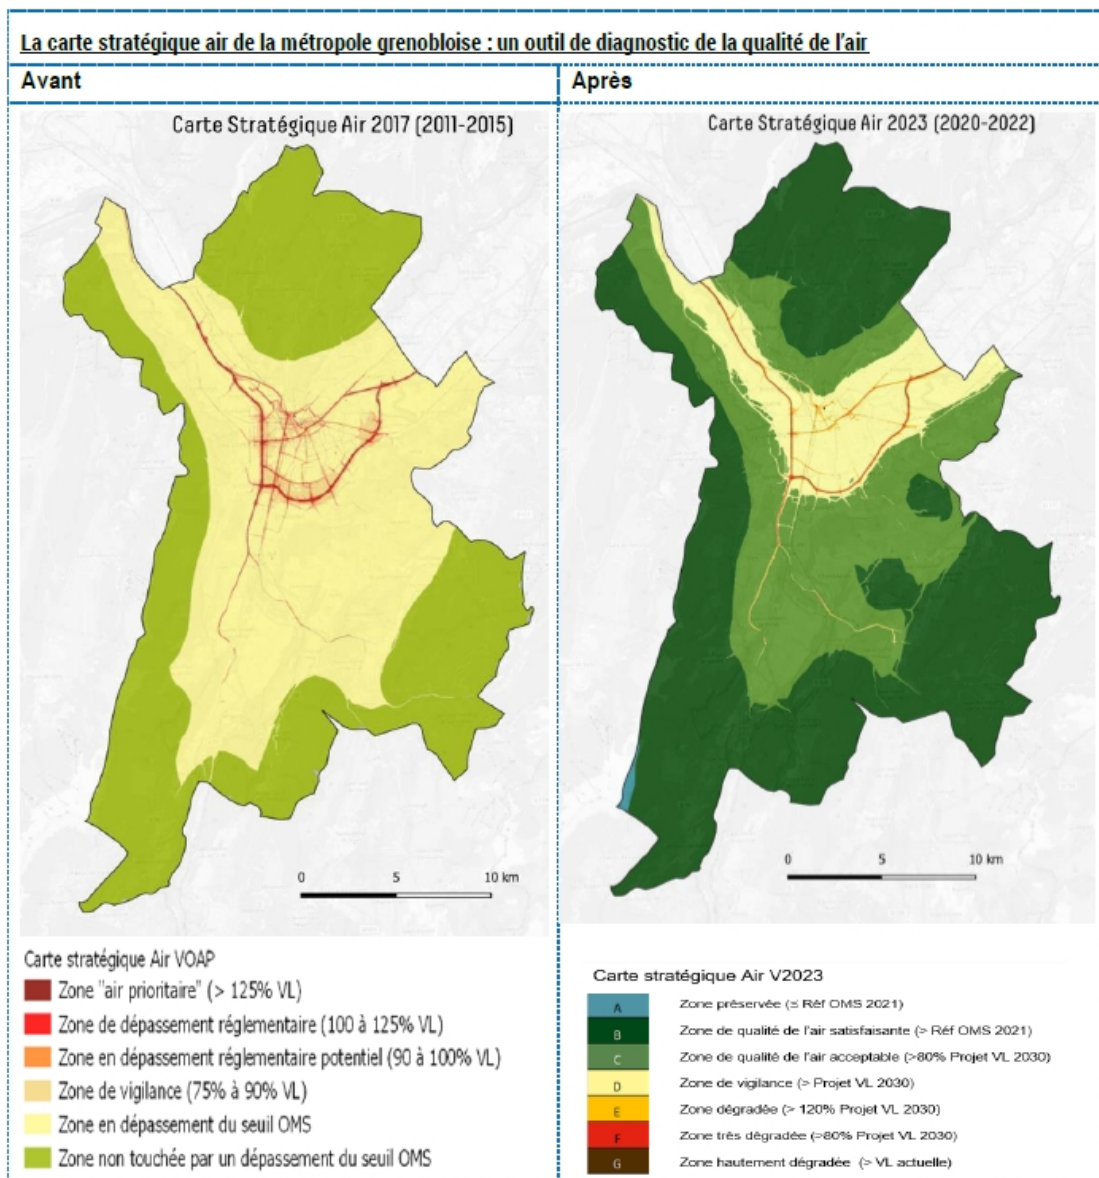 La carte stratégique air de la métropole grenobloise : un outil de diagnostic de la qualité de l'air
Avant
Après
Carte Stratégique Air 2017 (2011-2015)
0 5 10 km
Carte stratégique Air VOAP
Zone "air prioritaire" (> 125% VL)
Zone de dépassement réglementaire (100 à 125% VL)
Zone en dépassement réglementaire potentiel (90 à 100% VL)
Zone de vigilance (75% à 90% VL)
Zone en dépassement du seuil OMS
Zone non touchée par un dépassement du seuil OMS
Carte Stratégique Air 2023 (2020-2022)
0 5 10 km
Carte stratégique Air V2023
A Zone préservée (≤ Réf OMS 2021)
B Zone de qualité de l'air satisfaisante (> Réf OMS 2021)
C Zone de qualité de l'air acceptable (>80% Projet VL 2030)
D Zone de vigilance (> Projet VL 2030)
E Zone dégradée (> 120% Projet VL 2030)
F Zone très dégradée (>80% Projet VL 2030)
G Zone hautement dégradée (> VL actuelle)